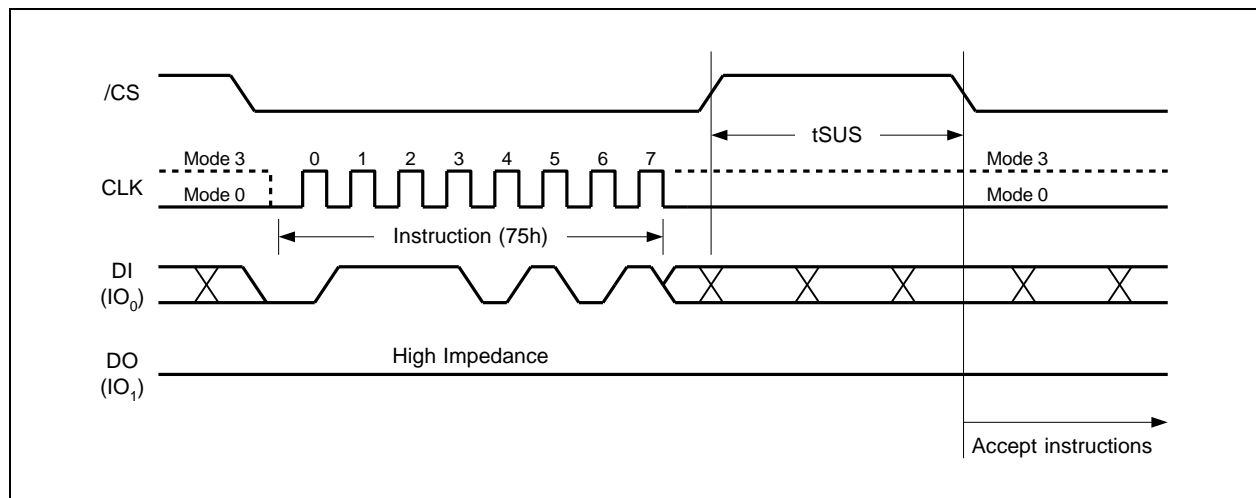 /CS
tSUS
Mode 3
0 1 2 3 4 5 6 7
Mode 3
CLK
Mode 0
Mode 0
Instruction (75h)
DI
(IO0)
High Impedance
DO
(IO1)
Accept instructions